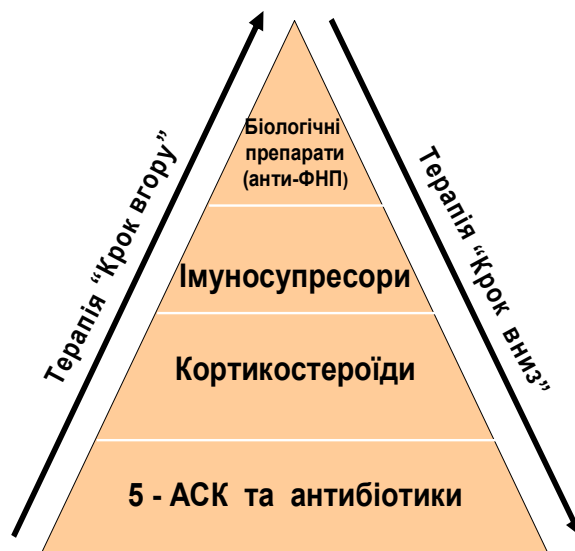 Біологічні
препарати
(анти-ФНП)
Імуносупресори
Кортикостероїди
5 - АСК та антибіотики
Терапія “Крок вгору”
Терапія “Крок вниз”